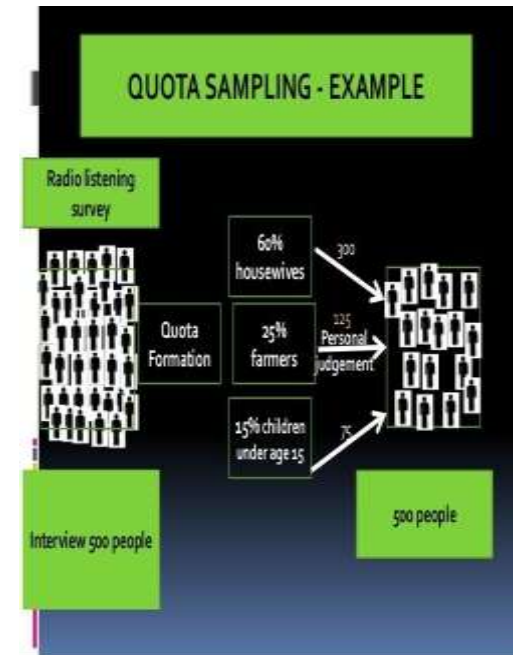 QUOTA SAMPLING - EXAMPLE
Radio listening
survey
60%
housewives
300
Quota
Formation
25%
farmers
125
Personal
judgement
15% children
under age 15
75
Interview 500 people
500 people